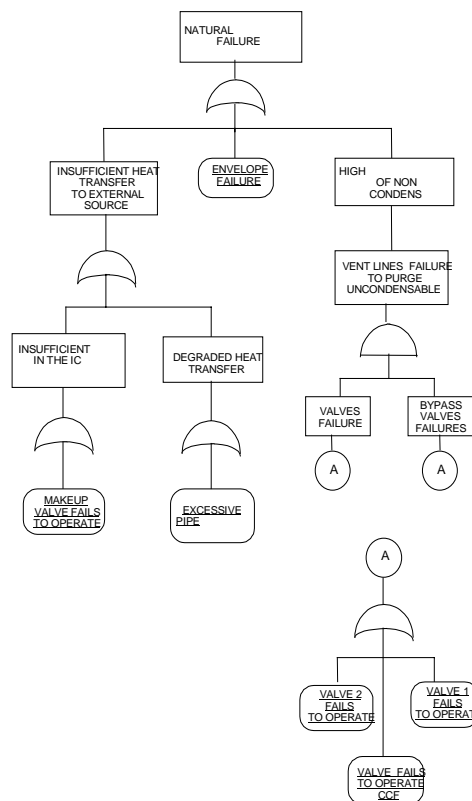 NATURAL
FAILURE
INSUFFICIENT HEAT
TRANSFER
TO EXTERNAL
SOURCE
ENVELOPE
FAILURE
HIGH
OF NON
CONDENS
VENT LINES FAILURE
TO PURGE
UNCONDENSABLE
INSUFFICIENT
IN THE IC
DEGRADED HEAT
TRANSFER
VALVES
FAILURE
BYPASS
VALVES
FAILURES
A
A
MAKEUP
VALVE FAILS
TO OPERATE
EXCESSIVE
PIPE
A
VALVE 2
FAILS
TO OPERATE
VALVE 1
FAILS
TO OPERAT
VALVE FAILS
TO OPERATE
CCF